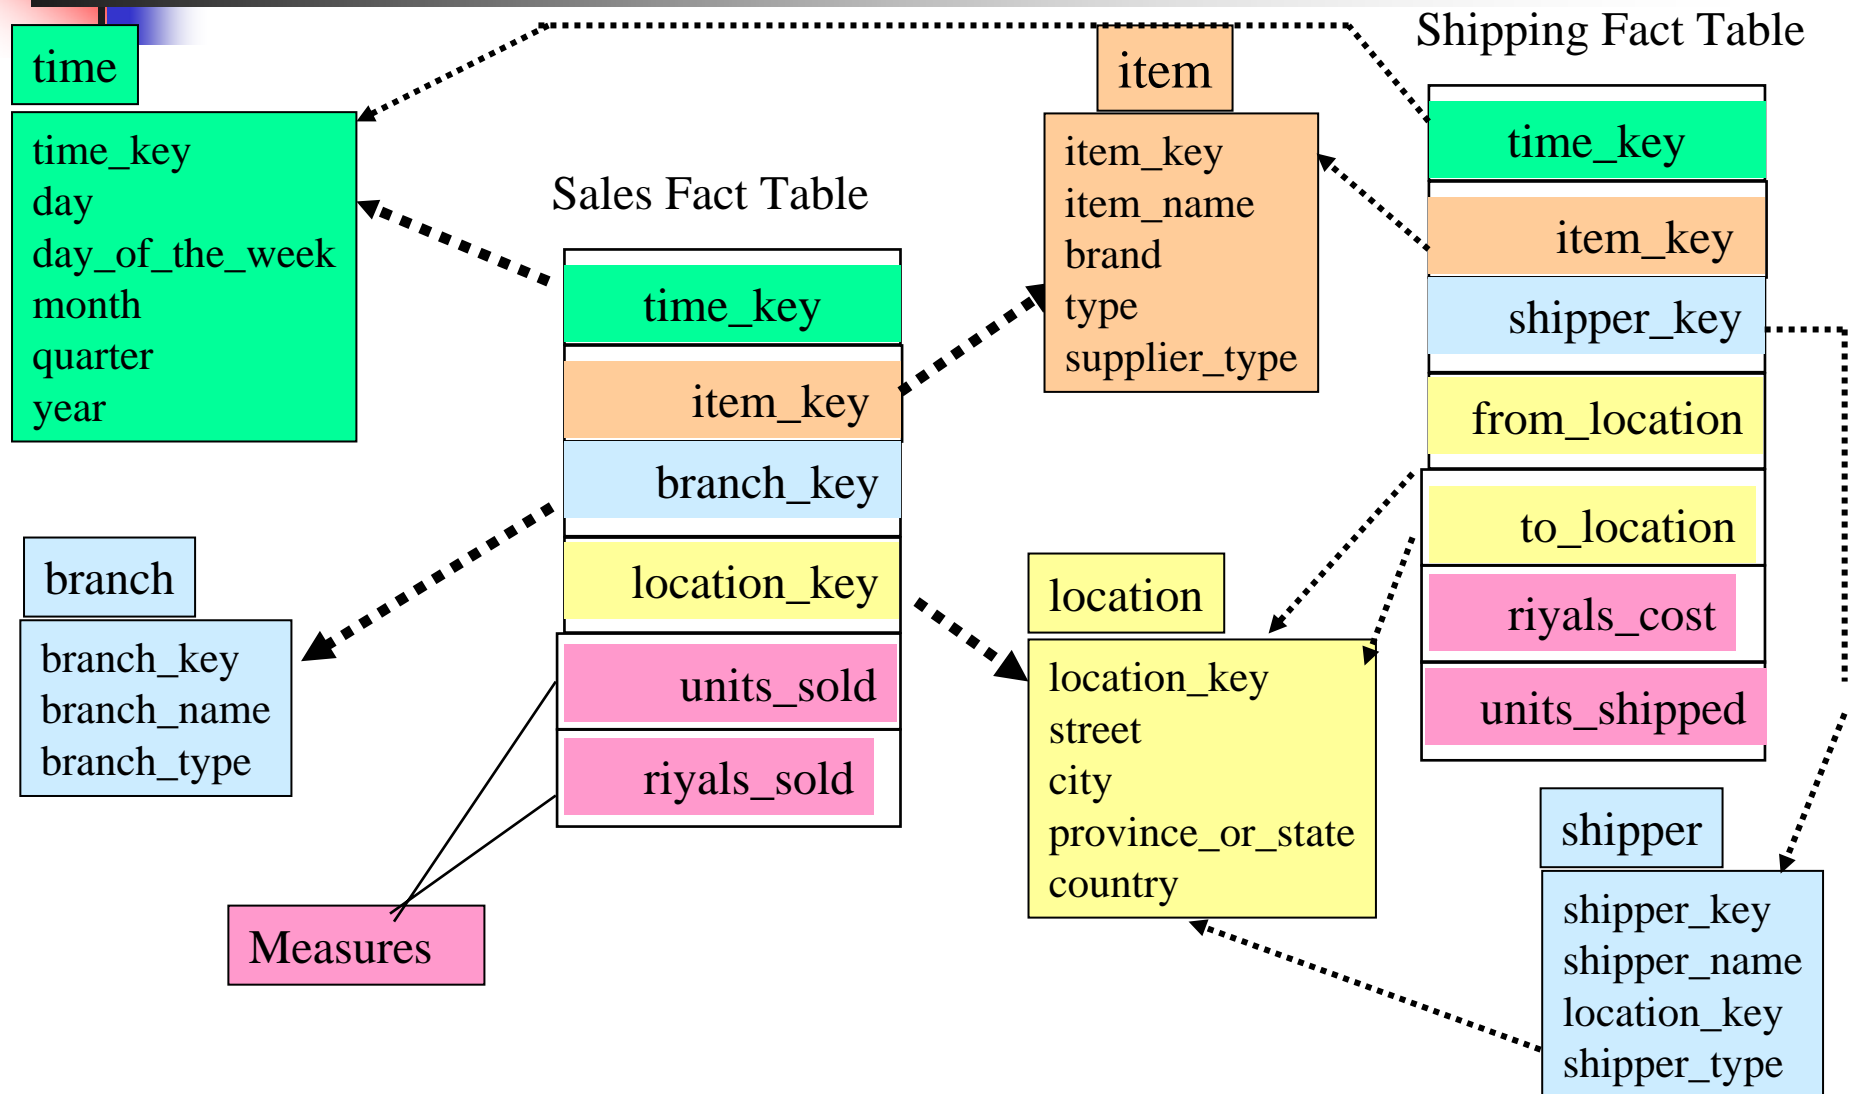 time
time_key
day
day_of_the_week
month
quarter
year
Sales Fact Table
time_key
item_key
branch_key
location_key
units_sold
riyals_sold
branch
branch_key
branch_name
branch_type
Measures
item
item_key
item_name
brand
type
supplier_type
location
location_key
street
city
province_or_state
country
Shipping Fact Table
time_key
item_key
shipper_key
from_location
to_location
riyals_cost
units_shipped
shipper
shipper_key
shipper_name
location_key
shipper_type